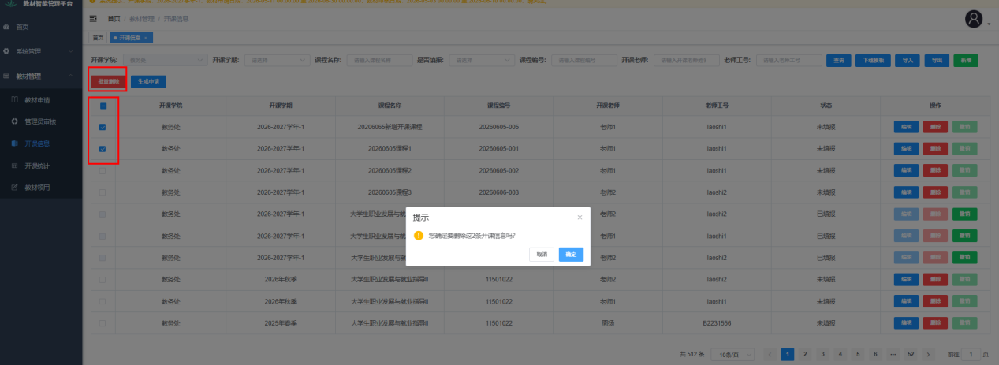 教材智能管理平台
首页
系统管理
教材管理
教材申请
管理员审核
开课信息
开课统计
教材领用
首页 / 教材管理 / 开课信息
首页 开课信息 ×
开课学院: 教务处 开课学期: 请选择 课程名称: 请输入课程名称 是否填报: 请选择 课程编号: 请输入课程编号 开课老师: 请输入开课老师姓名 老师工号: 请输入老师工号 查询 下载模板 导入 导出 新增
批量删除 生成申请
开课学院 开课学期 课程名称 课程编号 开课老师 老师工号 状态 操作
教务处 2026-2027学年-1 20206065新增开课课程 20260605-005 老师1 laoshi1 未填报 编辑 删除 撤销
教务处 2026-2027学年-1 20260605课程1 20260605-001 老师1 laoshi1 未填报 编辑 删除 撤销
教务处 2026-2027学年-1 20260605课程2 20260605-002 老师1 laoshi1 未填报 编辑 删除 撤销
教务处 2026-2027学年-1 20260605课程3 20260606-003 老师2 laoshi2 未填报 编辑 删除 撤销
教务处 2026-2027学年-1 大学生职业发展与就 老师2 laoshi2 已填报 编辑 删除 撤销
教务处 2026-2027学年-1 大学生职业发展与就 老师1 laoshi1 已填报 编辑 删除 撤销
教务处 2026-2027学年-1 大学生职业发展与就 老师2 laoshi2 已填报 编辑 删除 撤销
教务处 2026年秋季 大学生职业发展与就业指导II 11501022 老师2 laoshi2 未填报 编辑 删除 撤销
教务处 2026年秋季 大学生职业发展与就业指导II 11501022 老师1 laoshi1 未填报 编辑 删除 撤销
教务处 2025年春季 大学生职业发展与就业指导II 11501022 周扬 B2231556 未填报 编辑 删除 撤销
提示 ×
您确定要删除这2条开课信息吗?
取消 确定
共 512 条 10条/页 < 1 2 3 4 5 6 ··· 52 > 前往 1 页